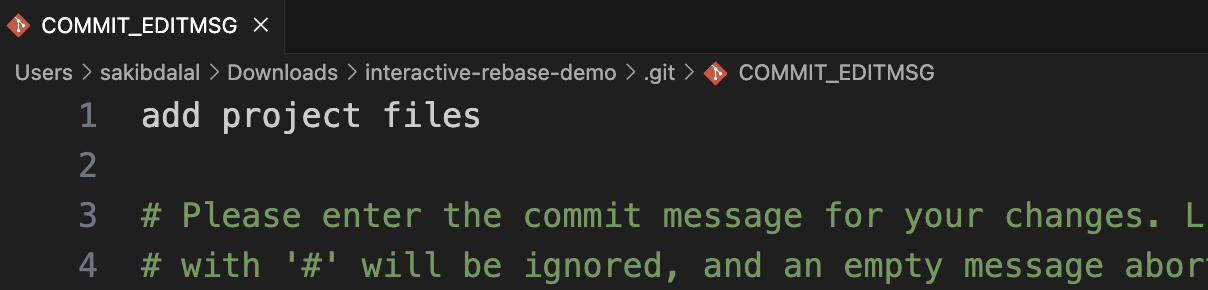 COMMIT_EDITMSG ×
Users > sakibdalal > Downloads > interactive-rebase-demo > .git > COMMIT_EDITMSG
1 add project files
2
3 # Please enter the commit message for your changes. L
4 # with '#' will be ignored, and an empty message abor